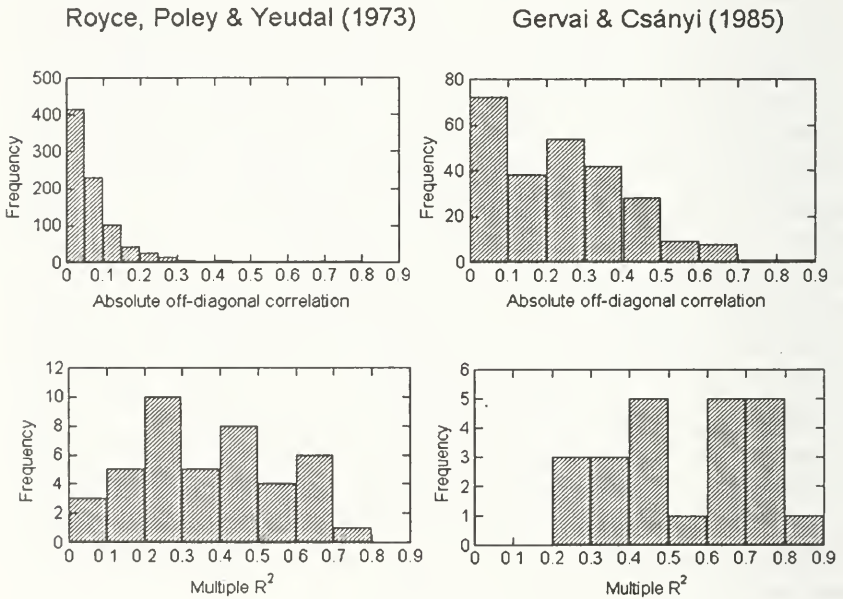 Royce, Poley & Yeudal (1973)
Gervai & Csányi (1985)
500
400
300
200
100
0
Frequency
0 0.1 0.2 0.3 0.4 0.5 0.6 0.7 0.8 0 9
Absolute off-diagonal correlation
80
60
40
20
0
Frequency
0 0.1 0.2 0.3 0.4 0.5 0.6 0.7 0.8 0.9
Absolute off-diagonal correlation
12
10
8
6
4
2
0
Frequency
0 0 1 0 2 0.3 0.4 0.5 0 6 0.7 0.8 0 9
Multiple R²
6
5
4
3
2
1
0
Frequency
0 0 1 0.2 0.3 0.4 0.5 0.6 0.7 0.8 0.9
Multiple R²